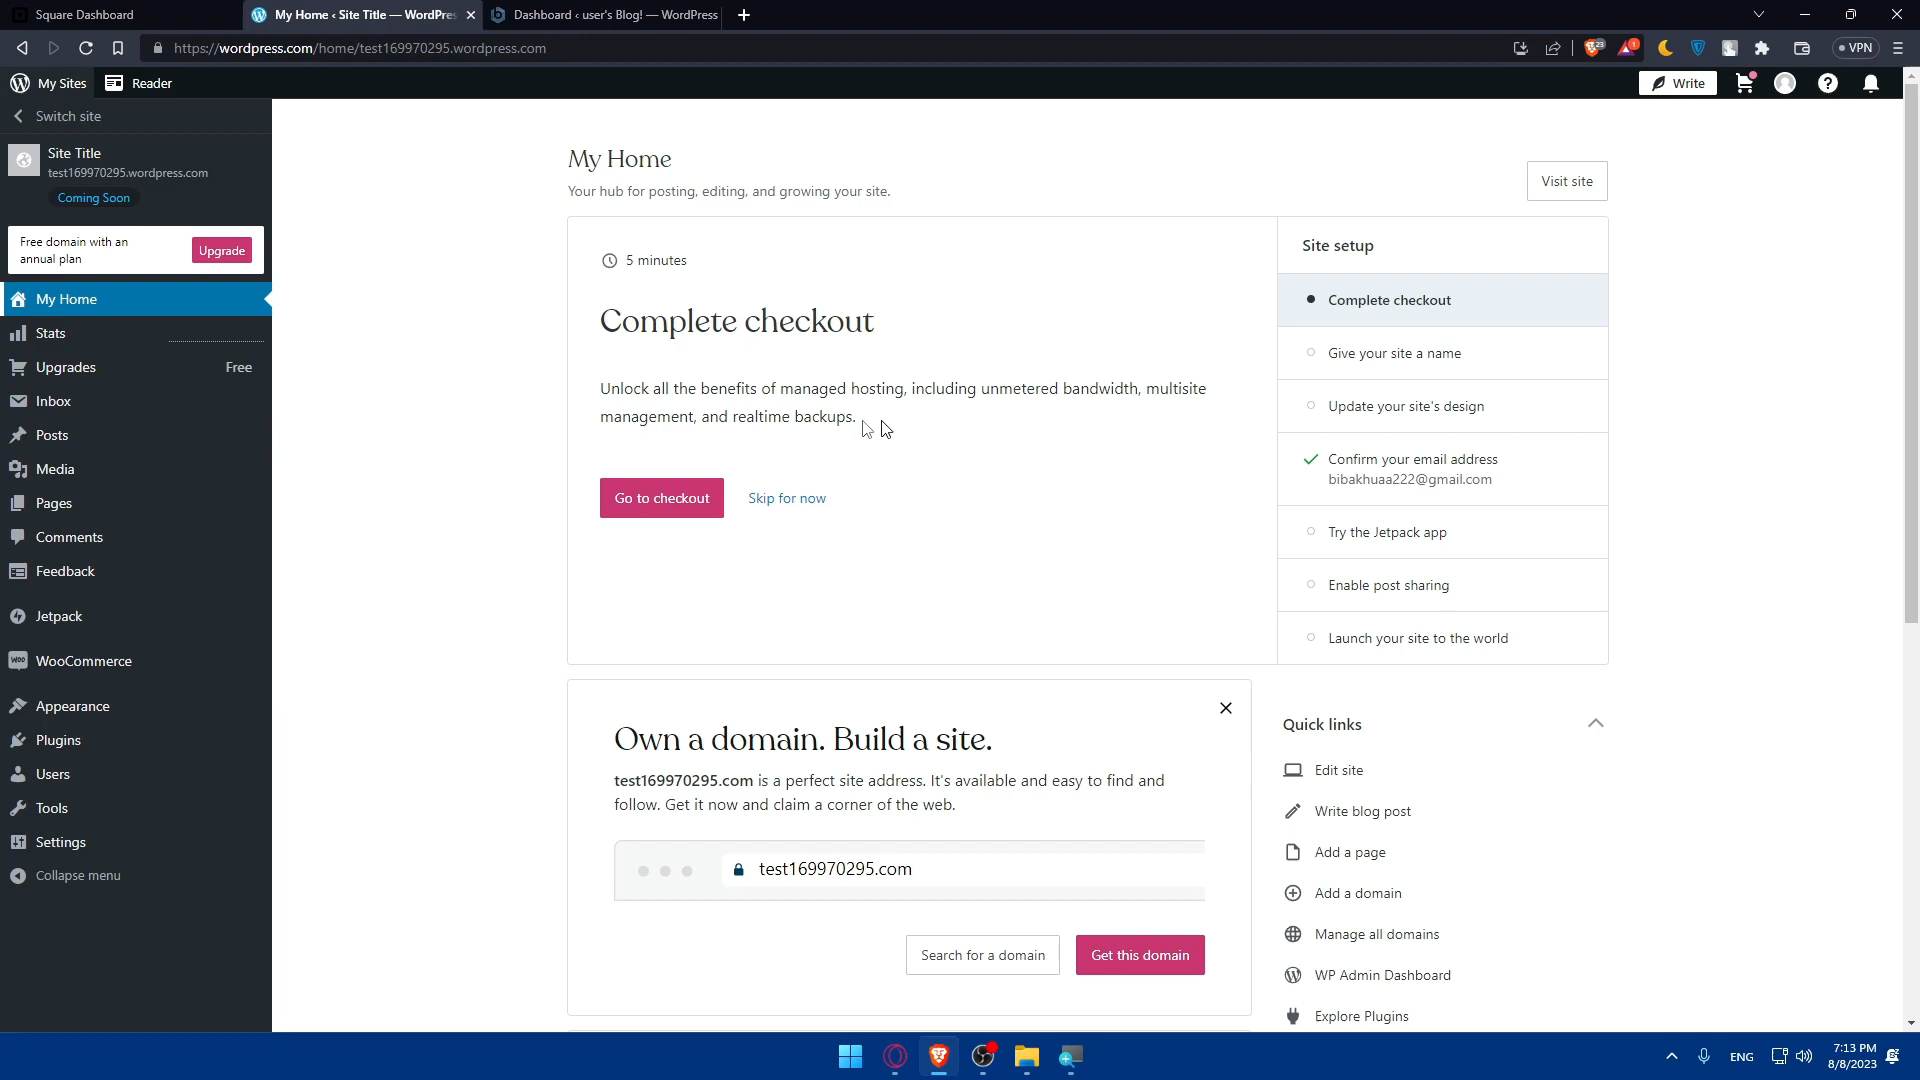 Square Dashboard
My Home ‹ Site Title — WordPres
Dashboard ‹ user's Blog! — WordPress
https://wordpress.com/home/test169970295.wordpress.com
23
1
VPN
My Sites
Reader
Write
Switch site
Site Title
test169970295.wordpress.com
Coming Soon
Free domain with an
annual plan
Upgrade
My Home
Stats
Upgrades
Free
Inbox
Posts
Media
Pages
Comments
Feedback
Jetpack
WooCommerce
Appearance
Plugins
Users
Tools
Settings
Collapse menu
My Home
Your hub for posting, editing, and growing your site.
Visit site
5 minutes
Complete checkout
Unlock all the benefits of managed hosting, including unmetered bandwidth, multisite
management, and realtime backups.
Go to checkout
Skip for now
Site setup
Complete checkout
Give your site a name
Update your site's design
Confirm your email address
bibakhuaa222@gmail.com
Try the Jetpack app
Enable post sharing
Launch your site to the world
Own a domain. Build a site.
test169970295.com is a perfect site address. It's available and easy to find and
follow. Get it now and claim a corner of the web.
test169970295.com
Search for a domain
Get this domain
Quick links
Edit site
Write blog post
Add a page
Add a domain
Manage all domains
WP Admin Dashboard
Explore Plugins
ENG
7:13 PM
8/8/2023